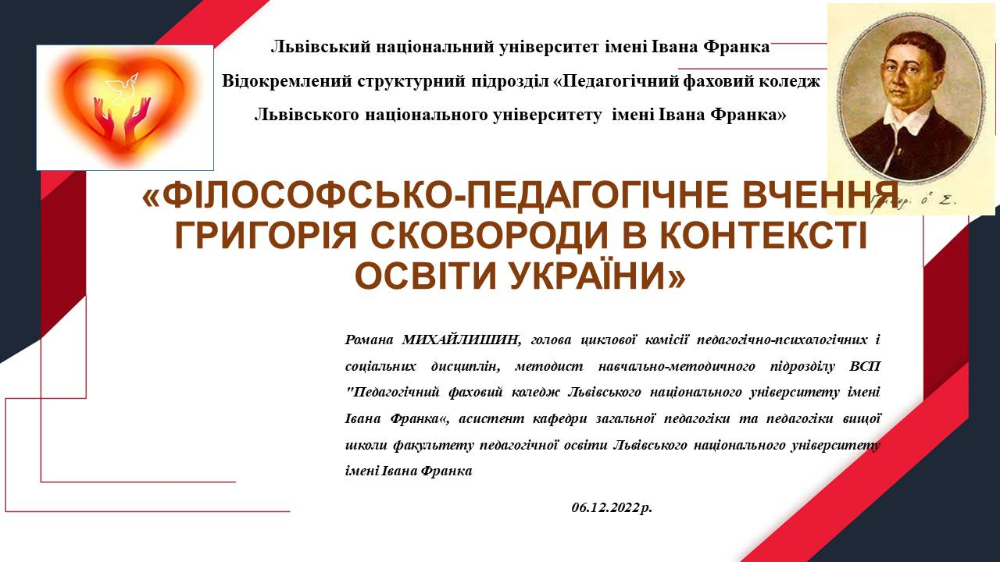 Львівський національний університет імені Івана Франка
Відокремлений структурний підрозділ «Педагогічний фаховий коледж
Львівського національного університету імені Івана Франка»
«ФІЛОСОФСЬКО-ПЕДАГОГІЧНЕ ВЧЕННЯ
ГРИГОРІЯ СКОВОРОДИ В КОНТЕКСТІ
ОСВІТИ УКРАЇНИ»
Романа МИХАЙЛИШИН, голова циклової комісії педагогічно-психологічних і
соціальних дисциплін, методист навчально-методичного підрозділу ВСП
"Педагогічний фаховий коледж Львівського національного університету імені
Івана Франка«, асистент кафедри загальної педагогіки та педагогіки вищої
школи факультету педагогічної освіти Львівського національного університету
імені Івана Франка
06.12.2022р.